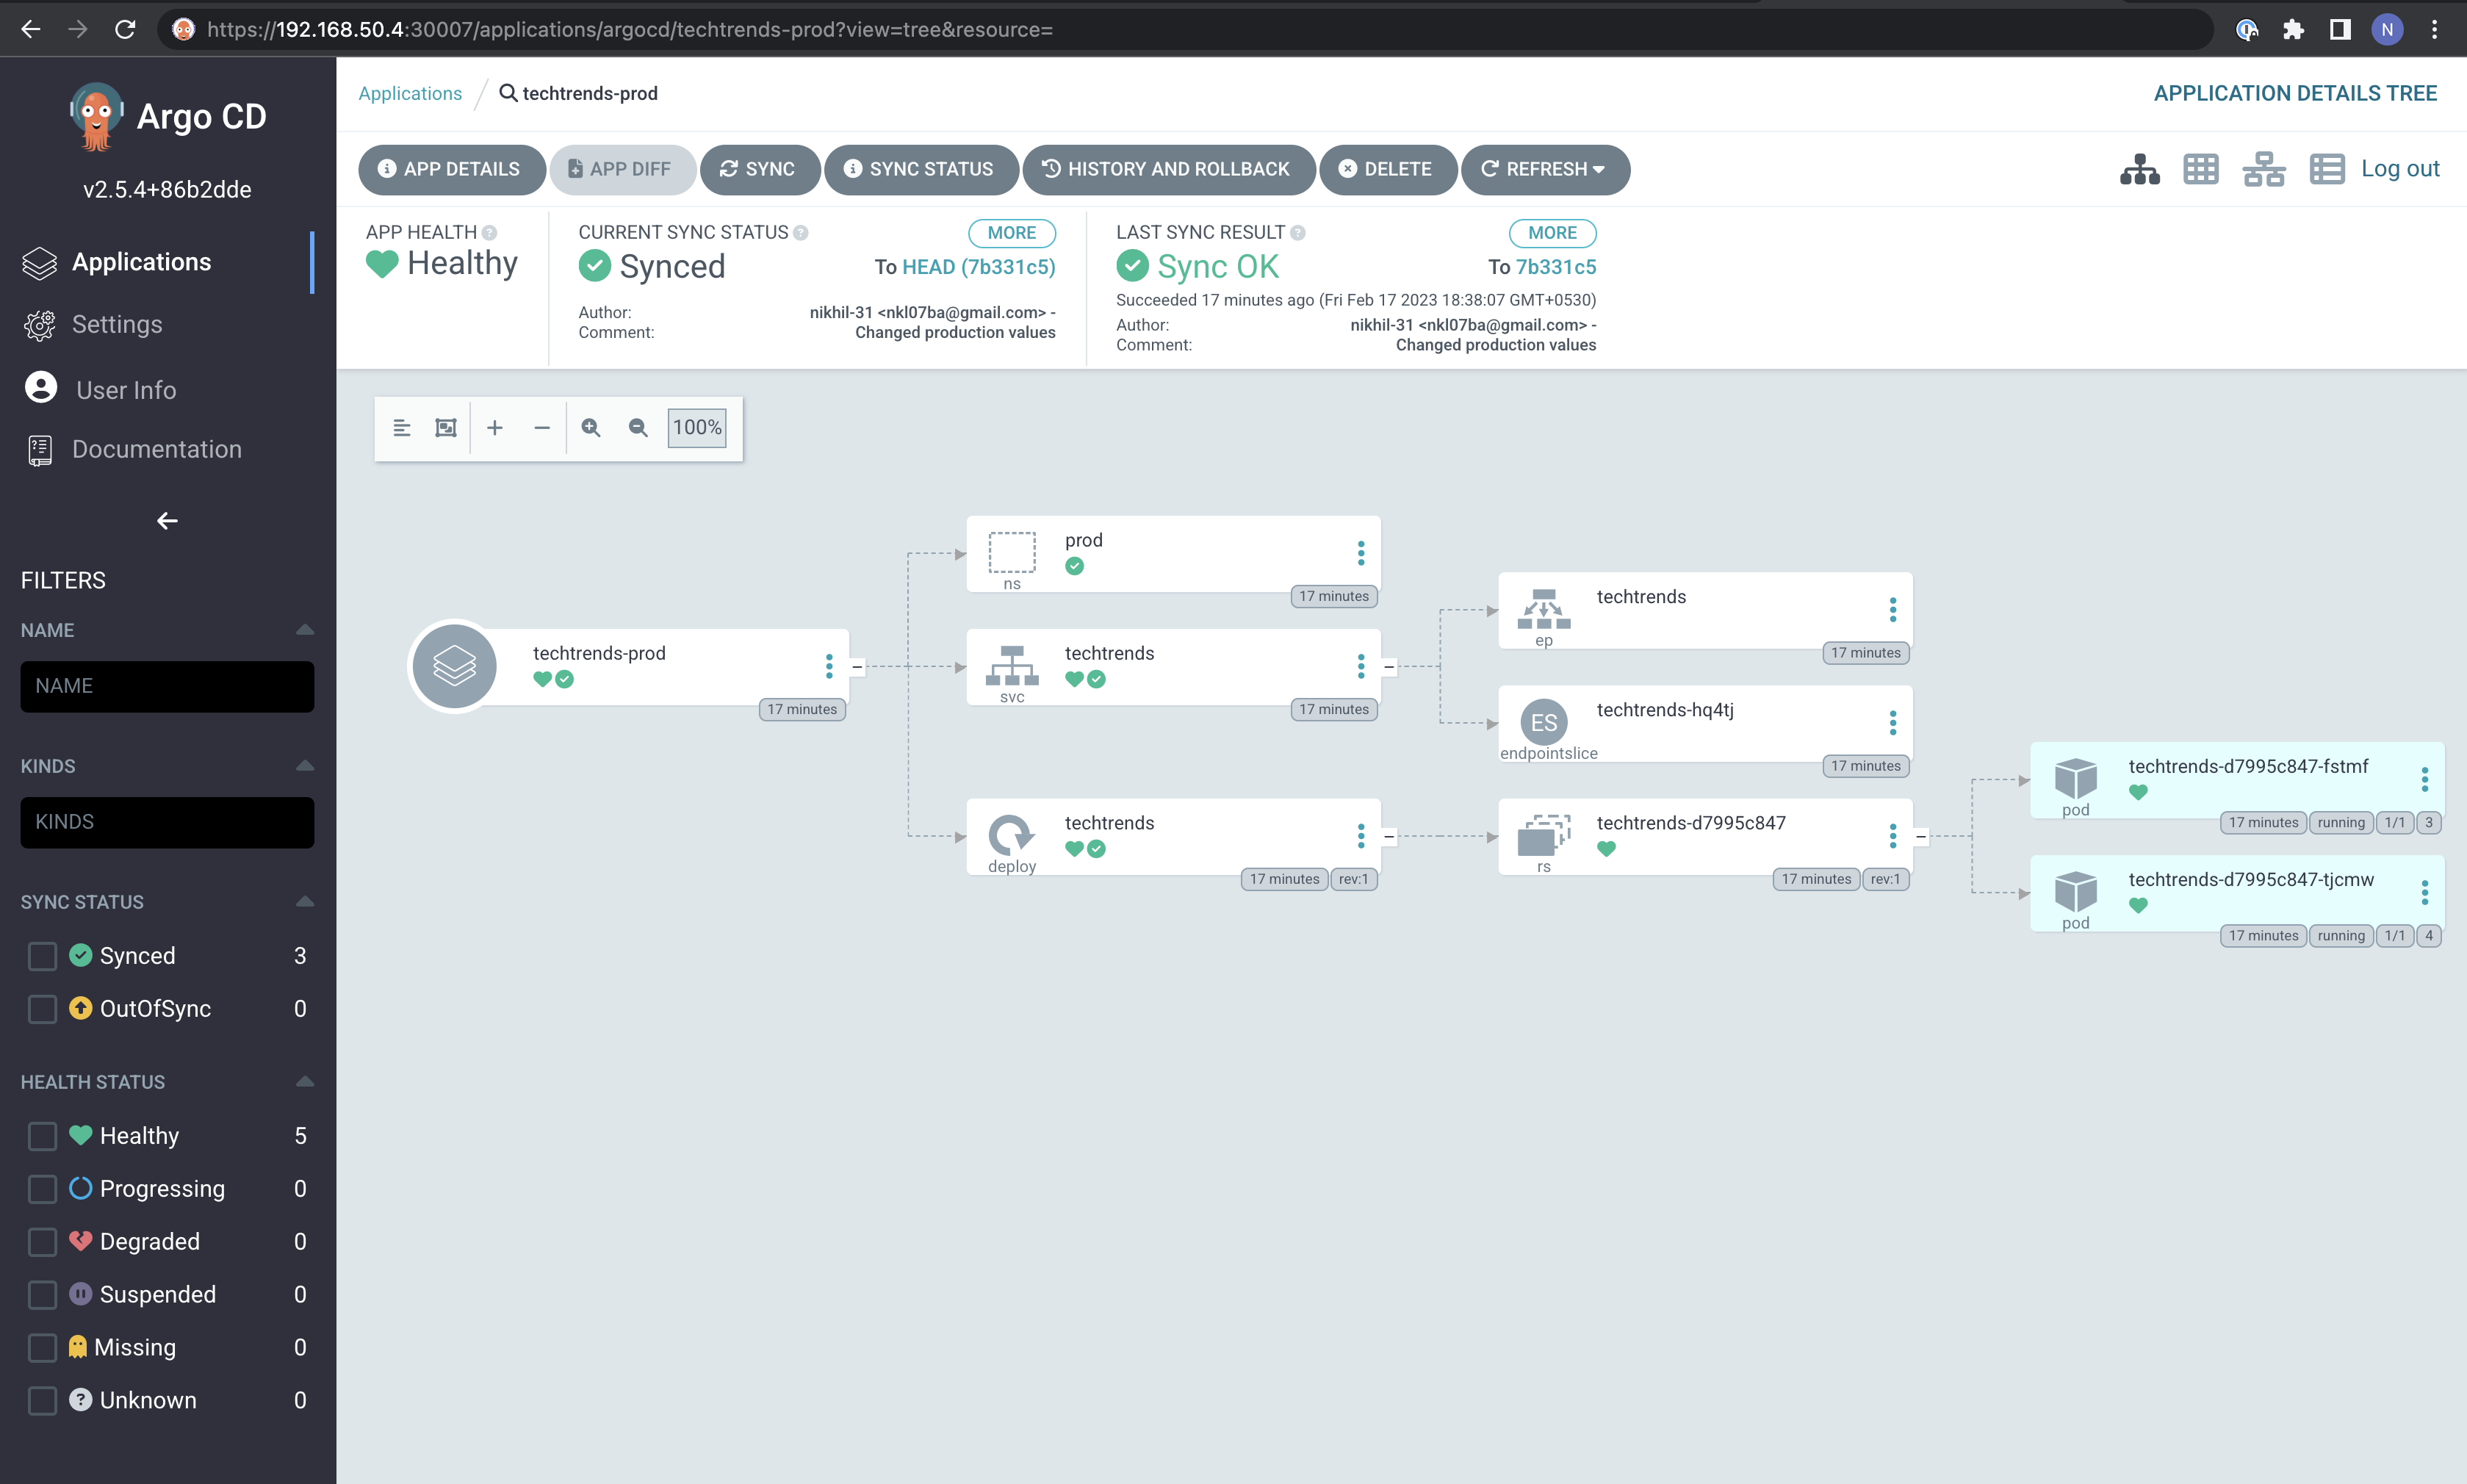 https://192.168.50.4:30007/applications/argocd/techtrends-prod?view=tree&resource=
N
Argo CD
v2.5.4+86b2dde
Applications
Settings
User Info
Documentation
FILTERS
NAME
NAME
KINDS
KINDS
SYNC STATUS
Synced 3
OutOfSync 0
HEALTH STATUS
Healthy 5
Progressing 0
Degraded 0
Suspended 0
Missing 0
Unknown 0
Applications / techtrends-prod
APPLICATION DETAILS TREE
APP DETAILS APP DIFF SYNC SYNC STATUS HISTORY AND ROLLBACK DELETE REFRESH Log out
APP HEALTH
Healthy
CURRENT SYNC STATUS MORE
Synced To HEAD (7b331c5)
Author: nikhil-31 <nkl07ba@gmail.com> -
Comment: Changed production values
LAST SYNC RESULT MORE
Sync OK To 7b331c5
Succeeded 17 minutes ago (Fri Feb 17 2023 18:38:07 GMT+0530)
Author: nikhil-31 <nkl07ba@gmail.com> -
Comment: Changed production values
100%
techtrends-prod
17 minutes
prod
ns
17 minutes
techtrends
svc
17 minutes
techtrends
deploy
17 minutes rev:1
techtrends
ep
17 minutes
ES
techtrends-hq4tj
endpointslice
17 minutes
techtrends-d7995c847
rs
17 minutes rev:1
techtrends-d7995c847-fstmf
pod
17 minutes running 1/1 3
techtrends-d7995c847-tjcmw
pod
17 minutes running 1/1 4